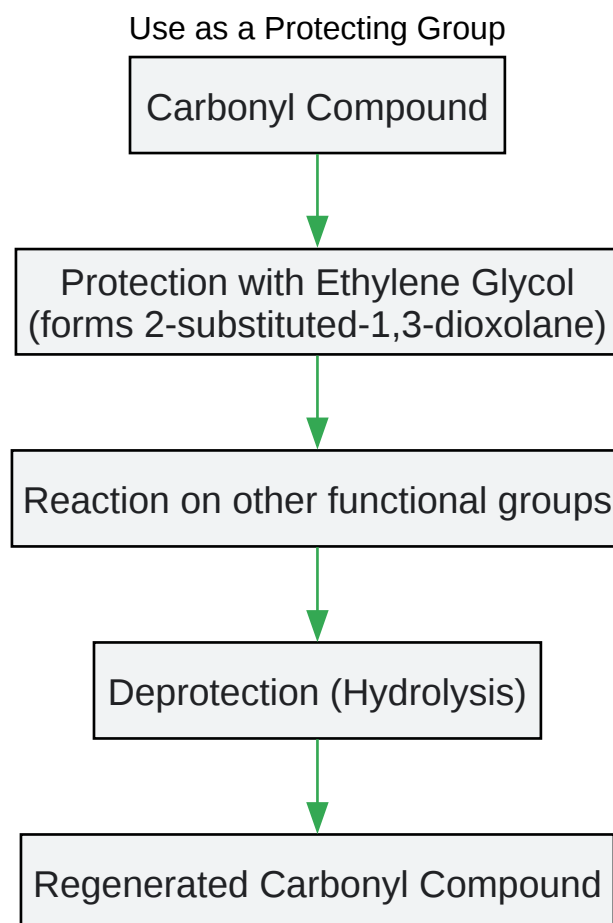 Use as a Protecting Group
Carbonyl Compound
Protection with Ethylene Glycol
(forms 2-substituted-1,3-dioxolane)
Reaction on other functional groups
Deprotection (Hydrolysis)
Regenerated Carbonyl Compound